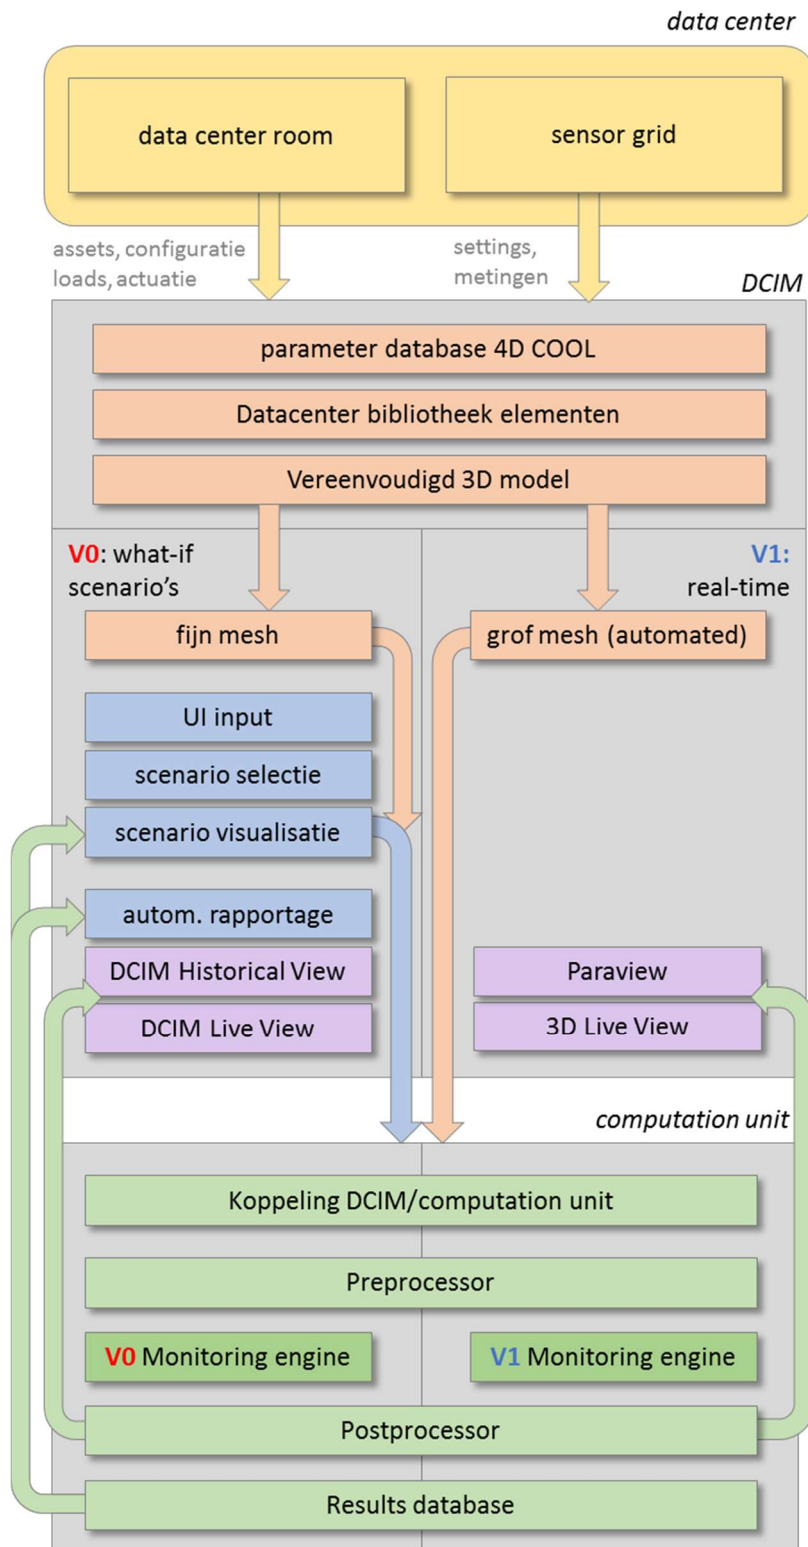 data center
data center room
sensor grid
assets, configuratie
loads, actuatie
settings,
metingen
DCIM
parameter database 4D COOL
Datacenter bibliotheek elementen
Vereenvoudigd 3D model
V0: what-if
scenario's
V1:
real-time
fijn mesh
grof mesh (automated)
UI input
scenario selectie
scenario visualisatie
autom. rapportage
DCIM Historical View
Paraview
DCIM Live View
3D Live View
computation unit
Koppeling DCIM/computation unit
Preprocessor
V0 Monitoring engine
V1 Monitoring engine
Postprocessor
Results database